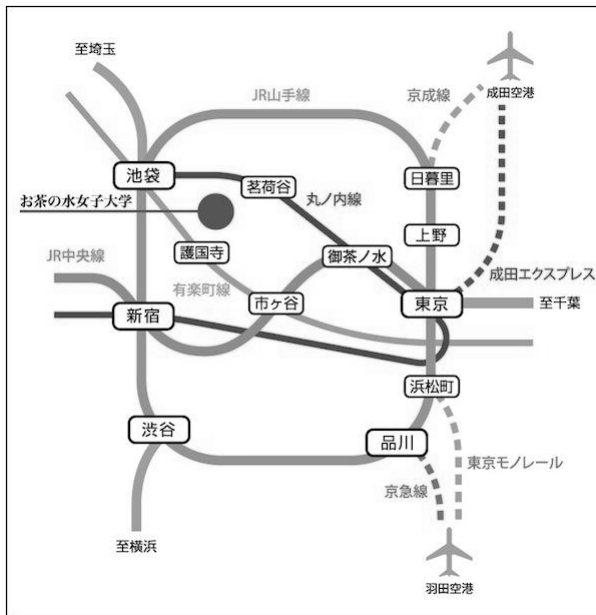 至埼玉
JR山手線
京成線
成田空港
池袋
茗荷谷
丸ノ内線
日暮里
お茶の水女子大学
上野
護国寺
御茶ノ水
JR中央線
有楽町線
市ヶ谷
成田エクスプレス
新宿
東京
至千葉
浜松町
渋谷
品川
東京モノレール
京急線
至横浜
羽田空港